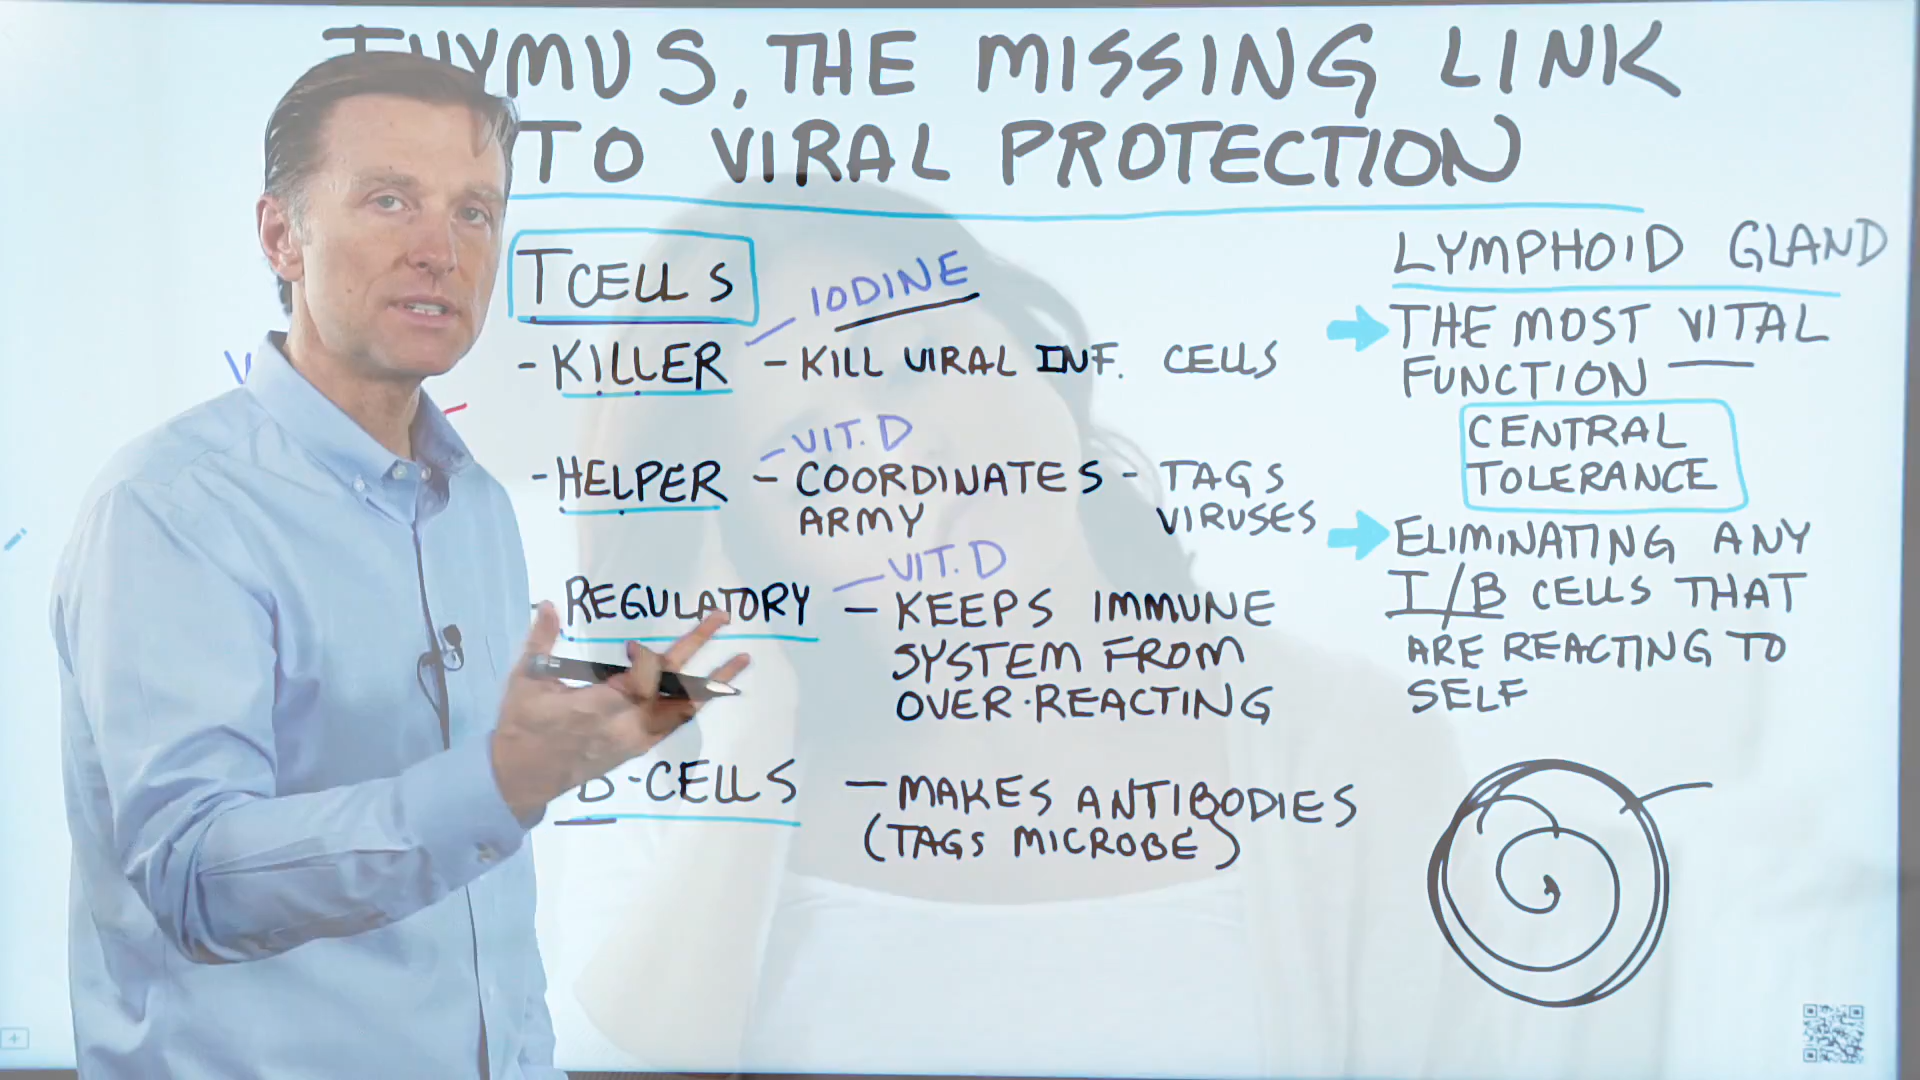 THYMUS, THE MISSING LINK
TO VIRAL PROTECTION
T CELLS
IODINE
- KILLER - KILL VIRAL INF. CELLS
VIT. D
- HELPER - COORDINATES - TAGS
ARMY VIRUSES
VIT. D
- REGULATORY - KEEPS IMMUNE
SYSTEM FROM
OVER-REACTING
B-CELLS - MAKES ANTIBODIES
(TAGS MICROBE)
LYMPHOID GLAND
THE MOST VITAL
FUNCTION
CENTRAL
TOLERANCE
ELIMINATING ANY
T/B CELLS THAT
ARE REACTING TO
SELF